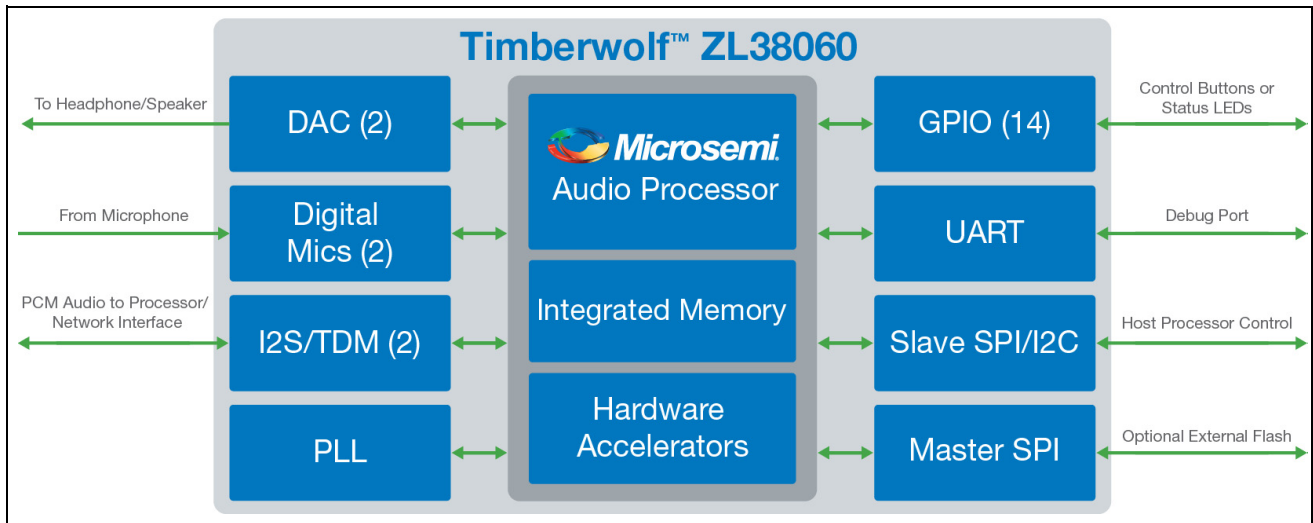 Timberwolf™ ZL38060
To Headphone/Speaker
DAC (2)
From Microphone
Digital
Mics (2)
PCM Audio to Processor/
Network Interface
I2S/TDM (2)
PLL
Microsemi.
Audio Processor
Integrated Memory
Hardware
Accelerators
GPIO (14)
Control Buttons or
Status LEDs
UART
Debug Port
Slave SPI/I2C
Host Processor Control
Master SPI
Optional External Flash